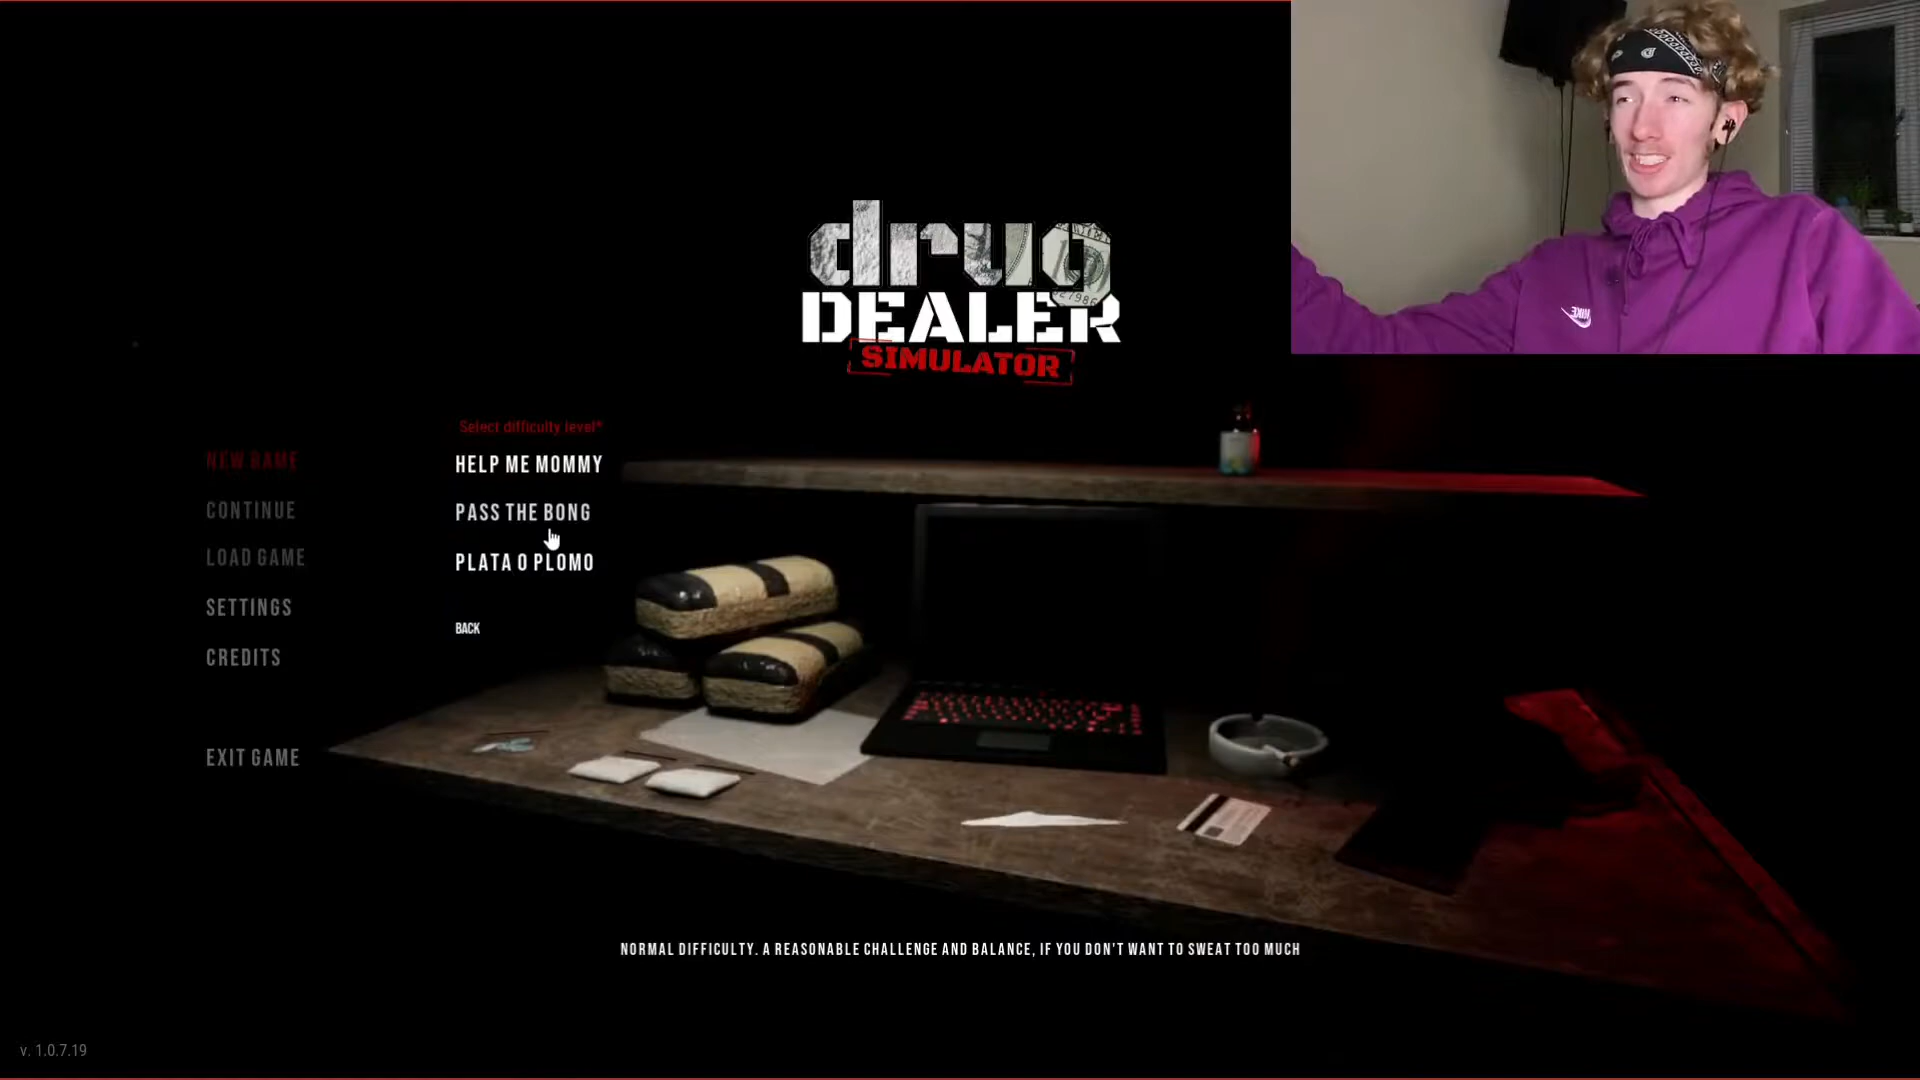 drug
DEALER
SIMULATOR
Select difficulty level*
NEW GAME
HELP ME MOMMY
CONTINUE
PASS THE BONG
LOAD GAME
PLATA O PLOMO
SETTINGS
BACK
CREDITS
EXIT GAME
NORMAL DIFFICULTY. A REASONABLE CHALLENGE AND BALANCE, IF YOU DON'T WANT TO SWEAT TOO MUCH
v. 1.0.7.19
NIKE